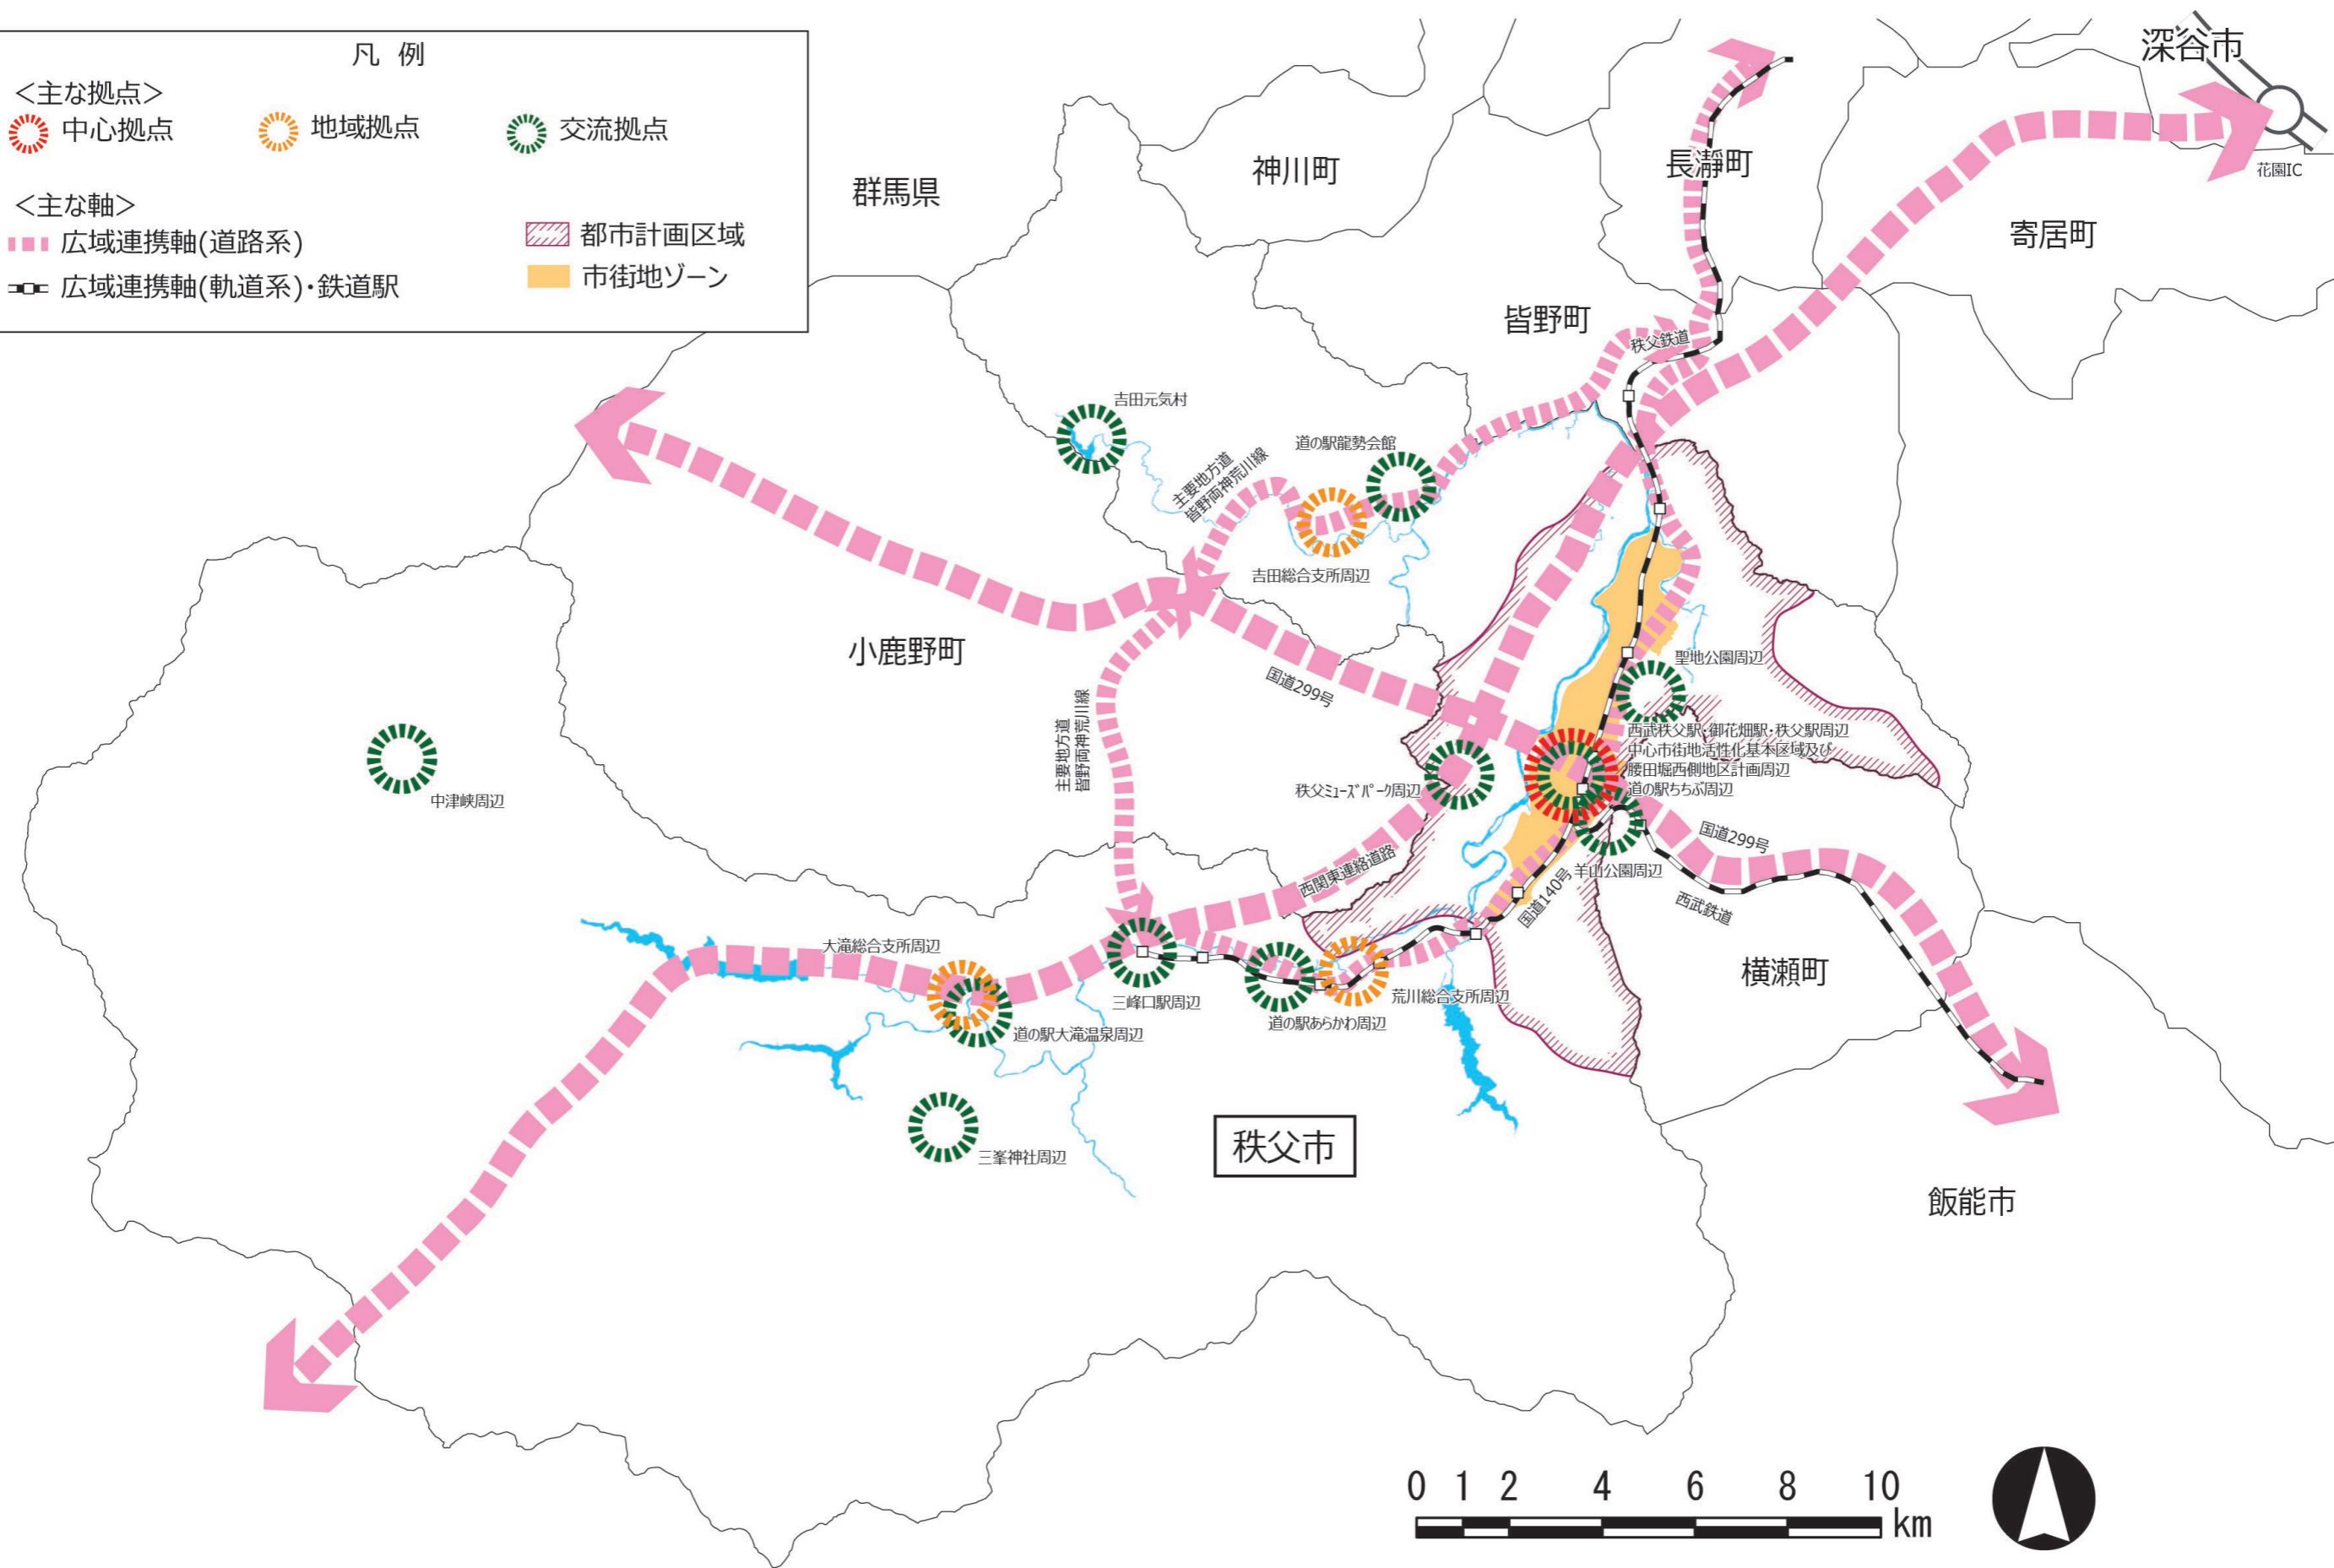 凡 例
＜主な拠点＞
中心拠点
地域拠点
交流拠点
＜主な軸＞
広域連携軸(道路系)
広域連携軸(軌道系)・鉄道駅
都市計画区域
市街地ゾーン
深谷市
花園IC
群馬県
神川町
長瀞町
寄居町
皆野町
秩父鉄道
吉田元気村
道の駅龍勢会館
主要地方道
皆野両神荒川線
吉田総合支所周辺
小鹿野町
国道299号
聖地公園周辺
主要地方道
皆野両神荒川線
西武秩父駅・御花畑駅・秩父駅周辺
中心市街地活性化基本区域及び
腰田堀西側地区計画周辺
道の駅ちちぶ周辺
秩父ミューズパーク周辺
中津峡周辺
国道299号
西関東連絡道路
羊山公園周辺
国道140号
西武鉄道
大滝総合支所周辺
横瀬町
三峰口駅周辺
荒川総合支所周辺
道の駅あらかわ周辺
道の駅大滝温泉周辺
三峯神社周辺
秩父市
飯能市
0 1 2 4 6 8 10
km